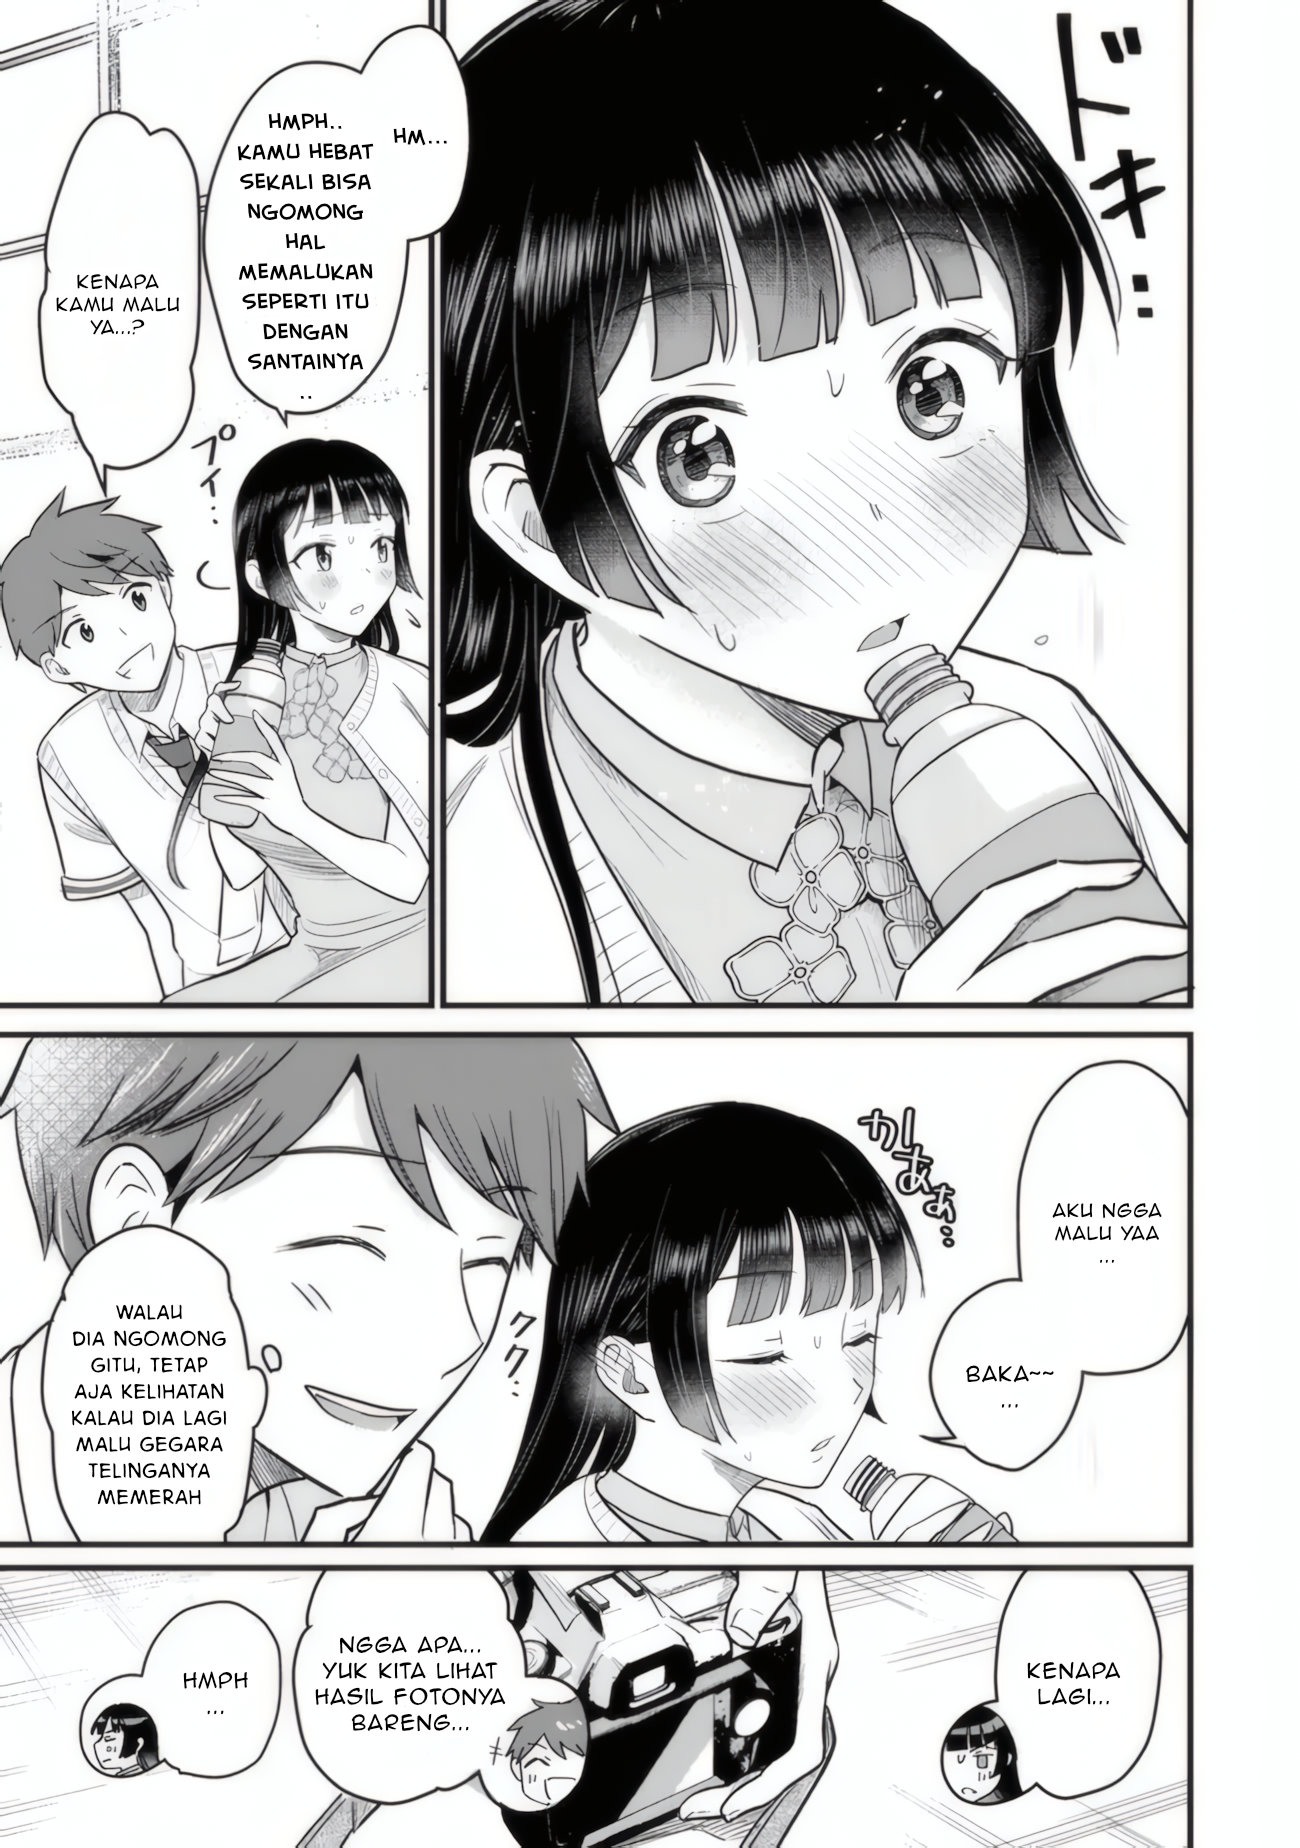 ドキ...
HM...
HMPH..
KAMU HEBAT
SEKALI BISA
NGOMONG
HAL
MEMALUKAN
SEPERTI ITU
DENGAN
SANTAINYA
..
プイ...
KENAPA
KAMU MALU
YA...?
AKU NGGA
MALU YAA
...
BAKA~~
...
かーあぁぁ...
クク...
WALAU
DIA NGOMONG
GITU, TETAP
AJA KELIHATAN
KALAU DIA LAGI
MALU GEGARA
TELINGANYA
MEMERAH
KENAPA
LAGI...
NGGA APA...
YUK KITA LIHAT
HASIL FOTONYA
BARENG...
HMPH
...